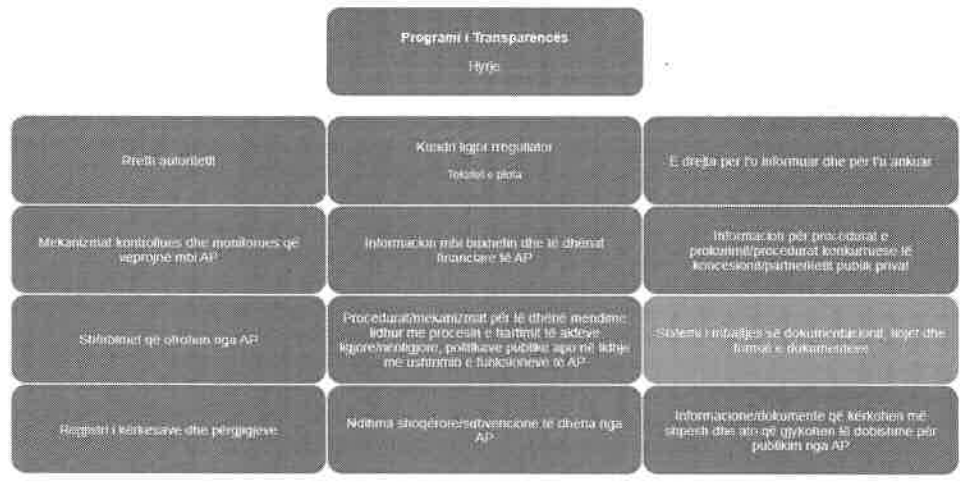 Programi i Transparencës
Hyrje
Rreth autoritetit
Kuadri ligjor rregullator
Tekstet e plota
E drejta për t'u informuar dhe për t'u ankuar
Mekanizmat kontrollues dhe monitorues që
veprojnë mbi AP
Informacion mbi buxhetin dhe të dhënat
financiare të AP
Informacion për procedurat e
prokurimit/procedurat konkurruese të
koncesionit/partneritetit publik privat
Shërbimet që ofrohen nga AP
Procedurat/mekanizmat për të dhënë mendime
lidhur me procesin e hartimit të akteve
ligjore/nënligjore, politikave publike apo në lidhje
me ushtrimin e funksioneve të AP
Sistemi i mbajtjes së dokumentacionit, llojet dhe
format e dokumenteve
Regjistri i kërkesave dhe përgjigjeve
Ndihma shoqërore/subvencione të dhëna nga
AP
Informacione/dokumente që kërkohen më
shpesh dhe ato që gjykohen të dobishme për
publikim nga AP